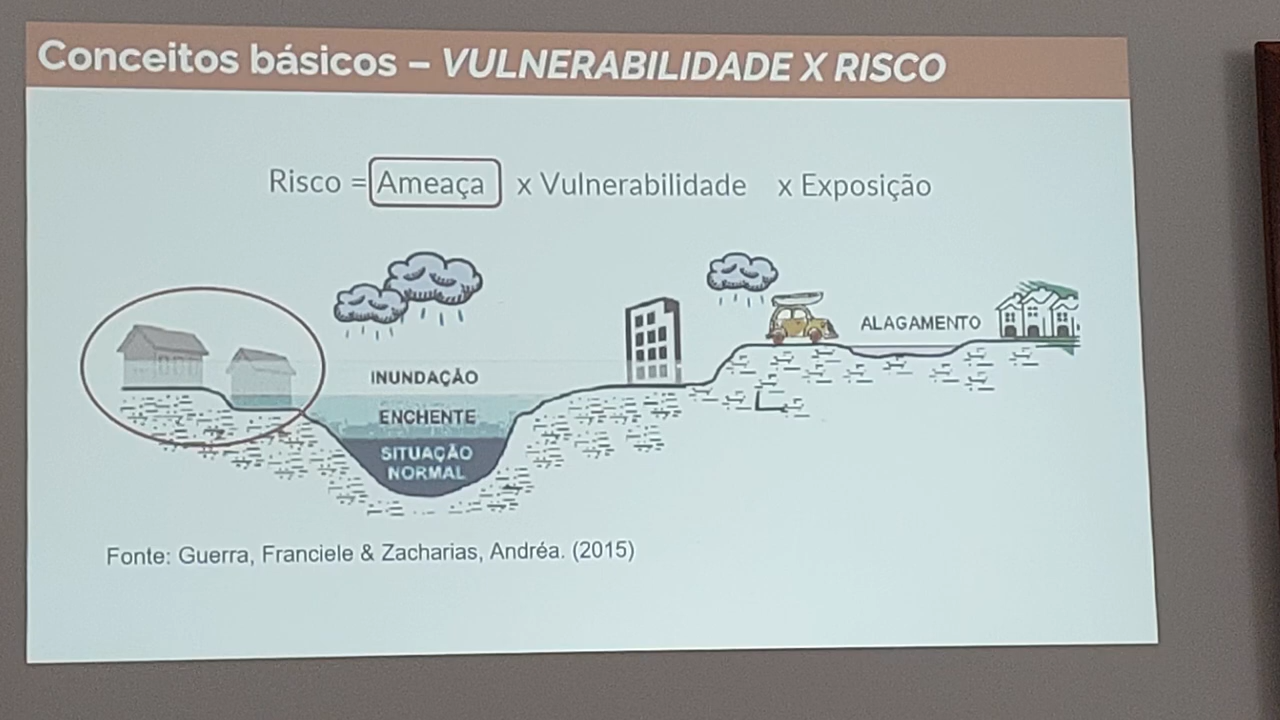 Conceitos básicos – VULNERABILIDADE X RISCO
Risco = Ameaça x Vulnerabilidade x Exposição
ALAGAMENTO
INUNDAÇÃO
ENCHENTE
SITUAÇÃO
NORMAL
Fonte: Guerra, Franciele & Zacharias, Andréa. (2015)